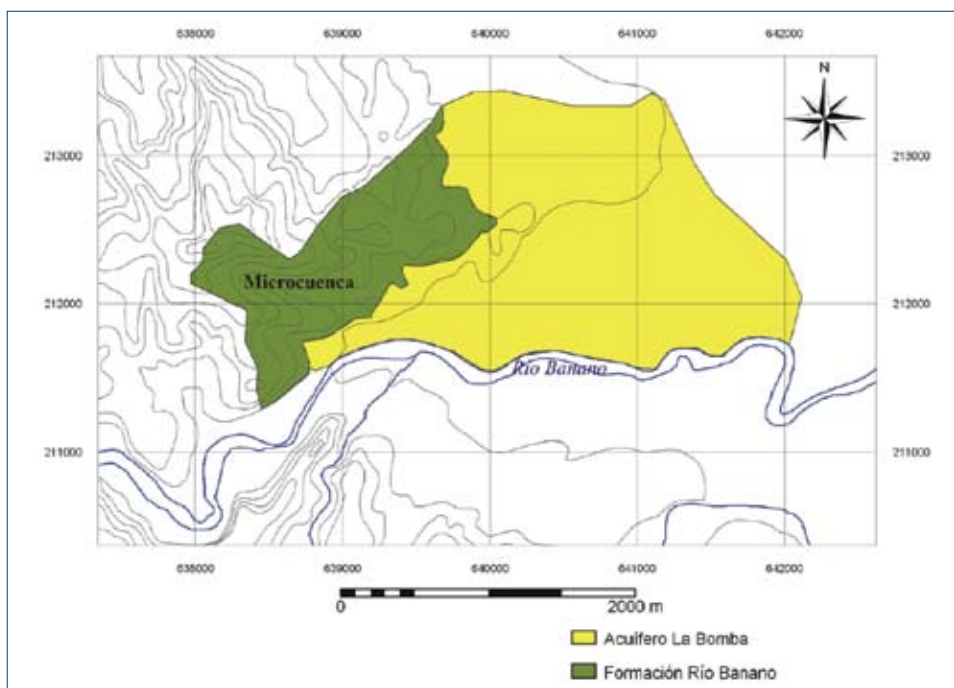 638000 639000 640000 641000 642000
N
213000 213000
Microcuenca
212000 212000
Río Banano
211000 211000
638000 639000 640000 641000 642000
0 2000 m
Acuífero La Bomba
Formación Río Banano